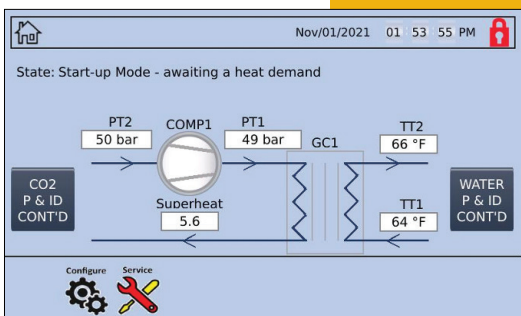 Nov/01/2021 01 53 55 PM
State: Start-up Mode - awaiting a heat demand
PT2 COMP1 PT1 GC1 TT2
50 bar 49 bar 66 °F
CO2
P & ID
CONT'D
Superheat
5.6
TT1
64 °F
WATER
P & ID
CONT'D
Configure Service